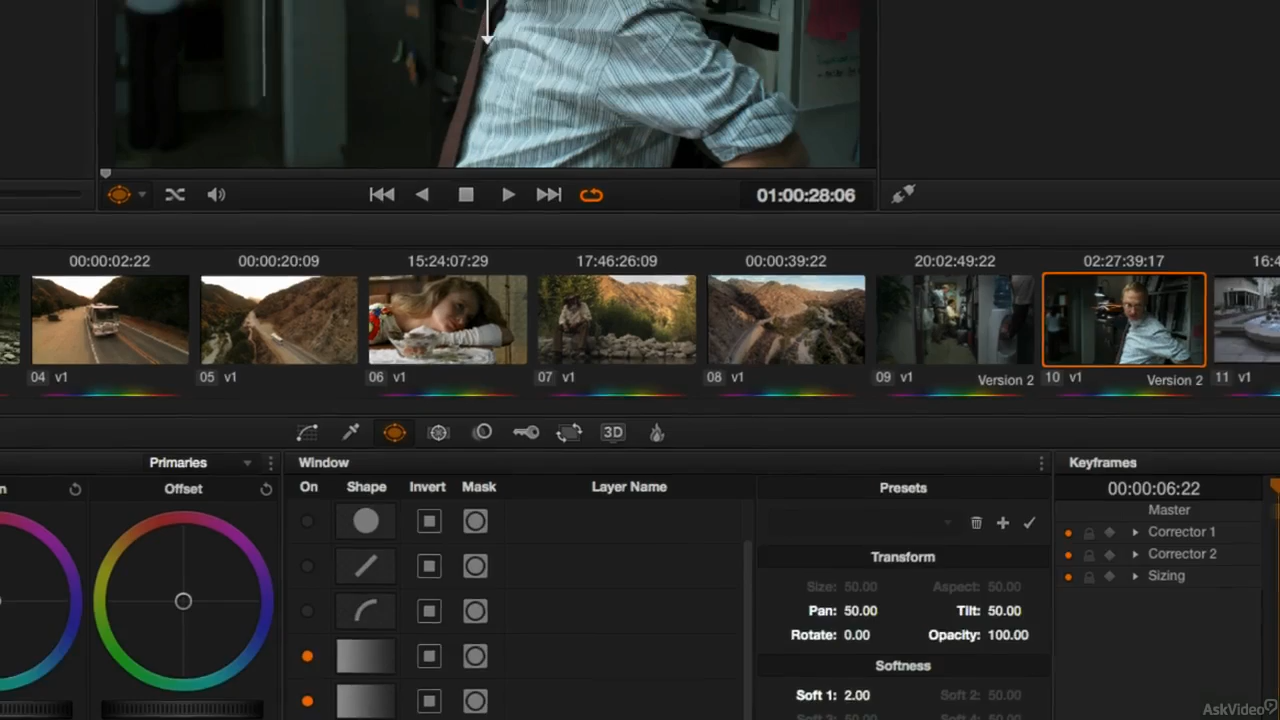 01:00:28:06
00:00:02:22 00:00:20:09 15:24:07:29 17:46:26:09 00:00:39:22 20:02:49:22 02:27:39:17 16:4
04 v1 05 v1 06 v1 07 v1 08 v1 09 v1 Version 2 10 v1 Version 2 11 v1
3D
Primaries Window Keyframes
n Offset On Shape Invert Mask Layer Name Presets 00:00:06:22
Master
Corrector 1
Transform Corrector 2
Size: 50.00 Aspect: 50.00 Sizing
Pan: 50.00 Tilt: 50.00
Rotate: 0.00 Opacity: 100.00
Softness
Soft 1: 2.00 Soft 2: 50.00
AskVideo